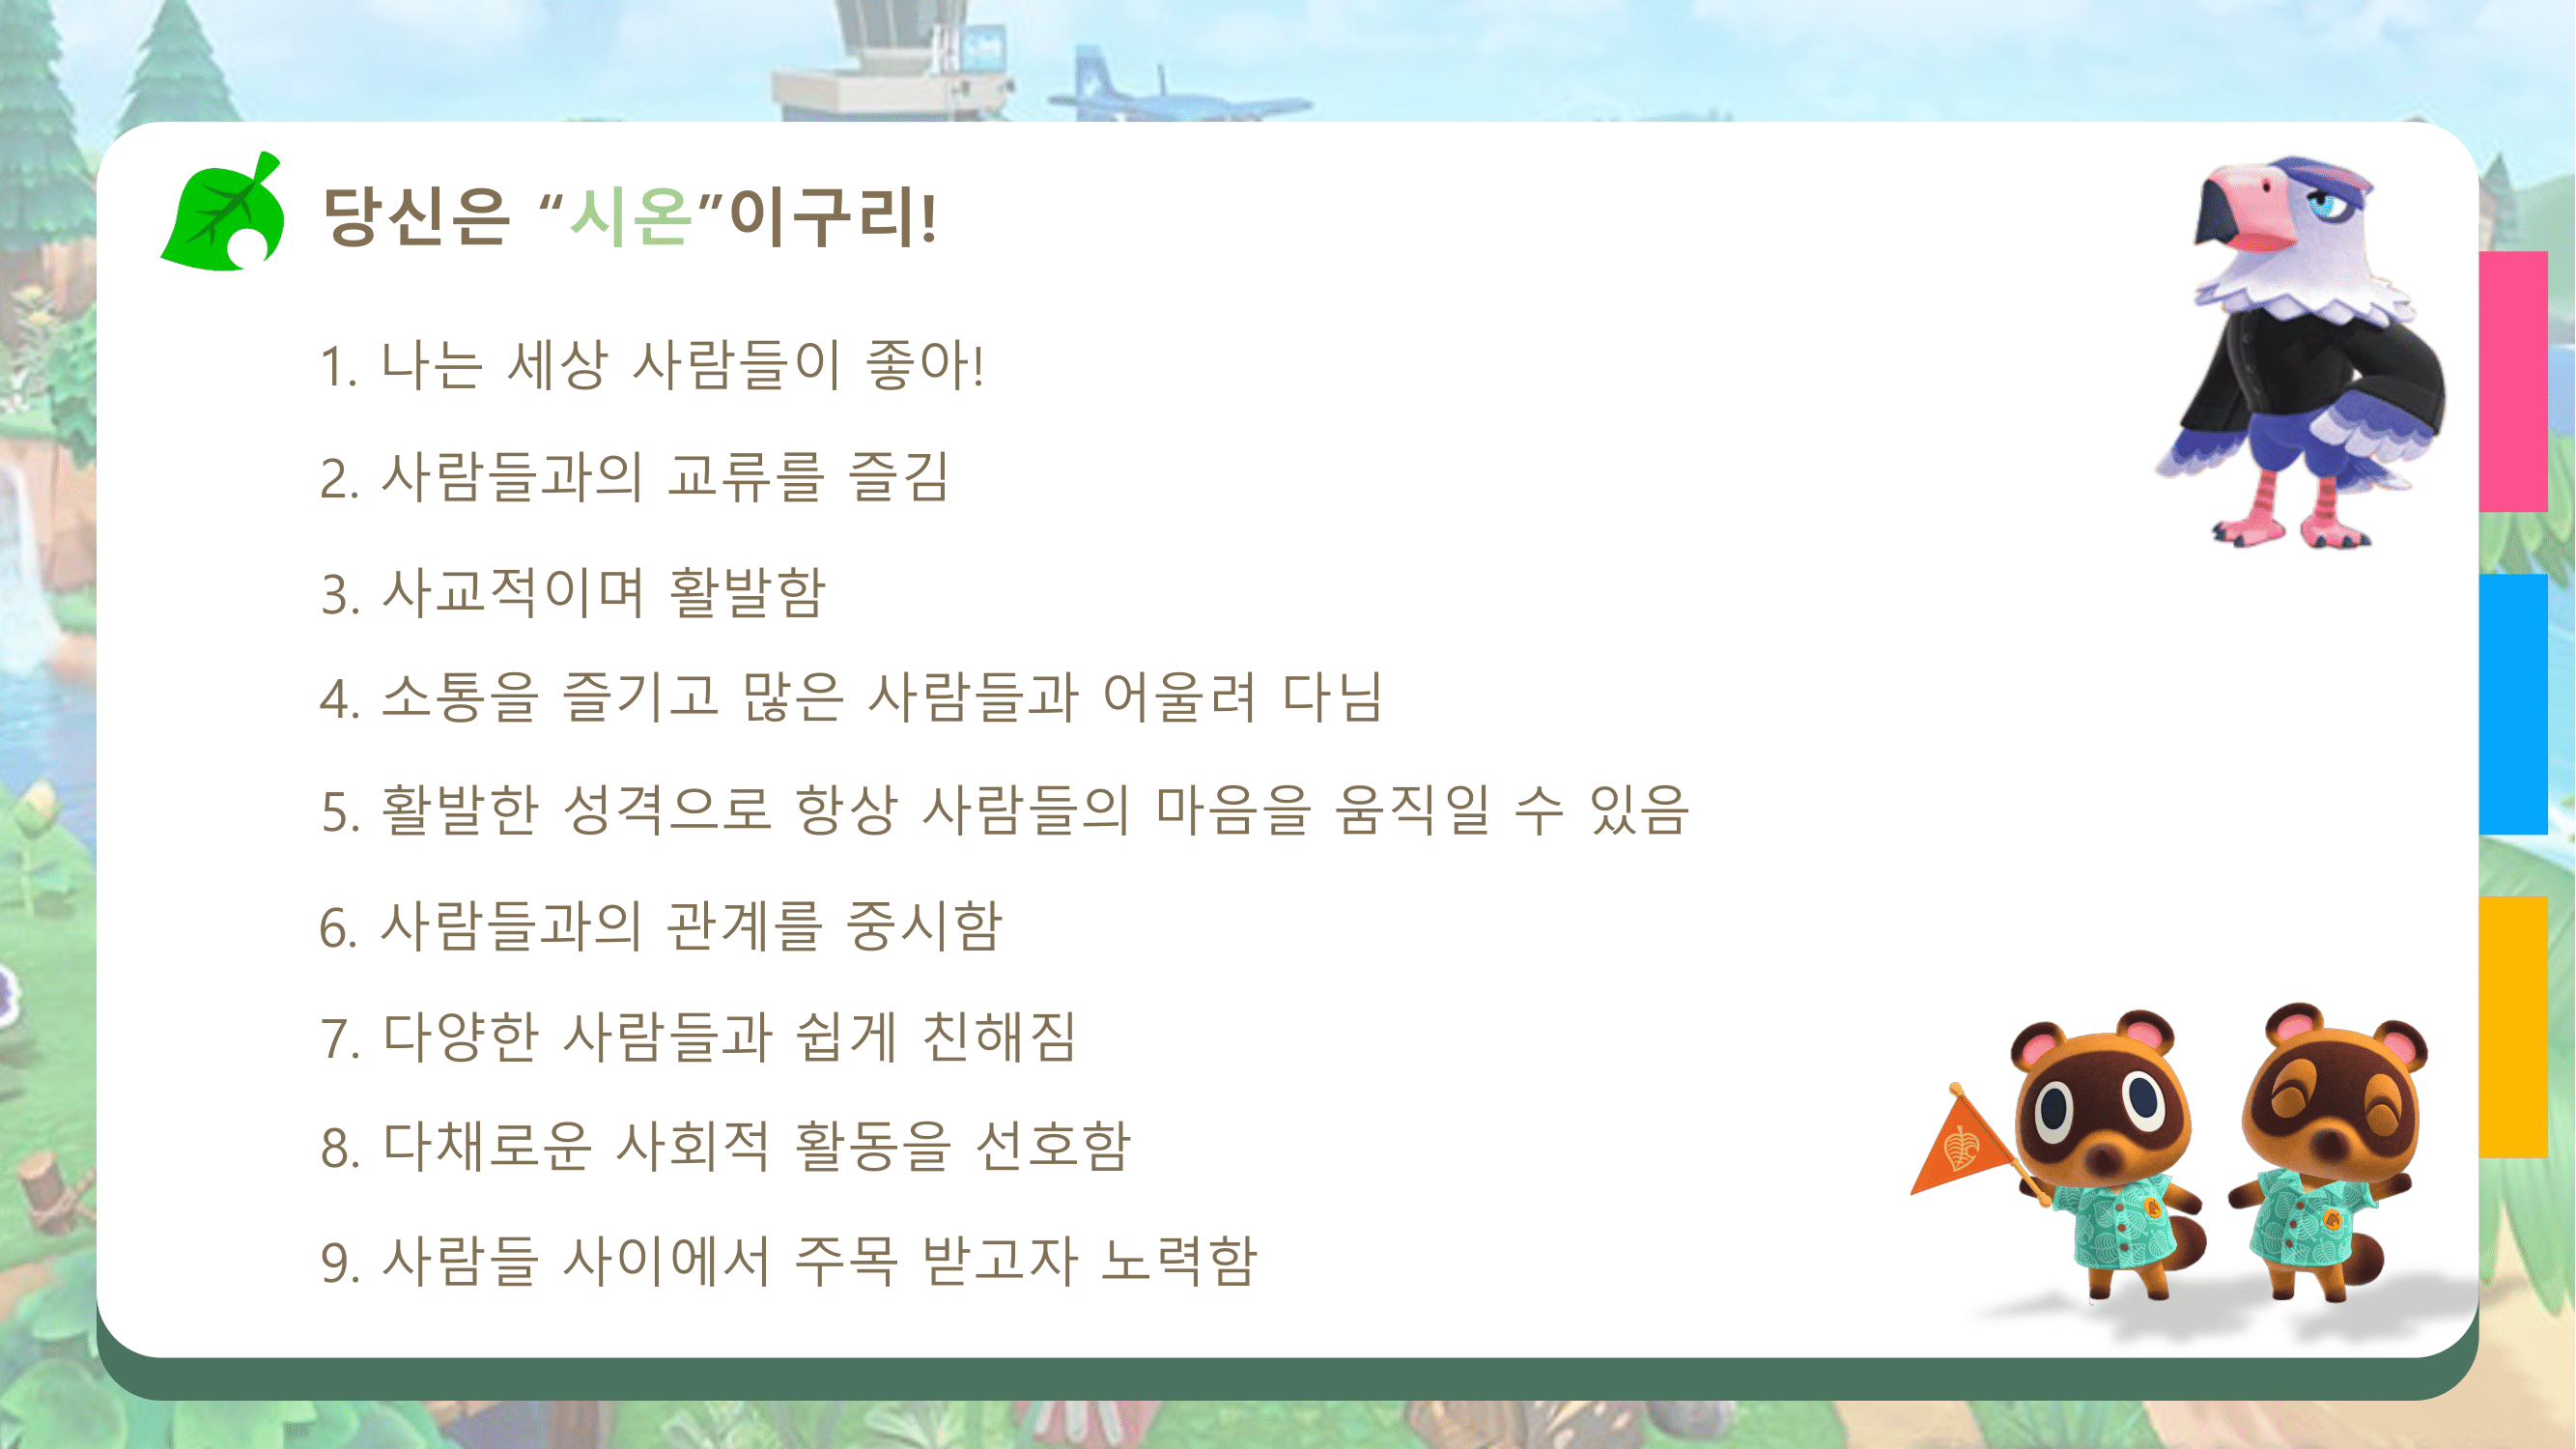 당신은 “시온”이구리!
1. 나는 세상 사람들이 좋아!
2. 사람들과의 교류를 즐김
3. 사교적이며 활발함
4. 소통을 즐기고 많은 사람들과 어울려 다님
5. 활발한 성격으로 항상 사람들의 마음을 움직일 수 있음
6. 사람들과의 관계를 중시함
7. 다양한 사람들과 쉽게 친해짐
8. 다채로운 사회적 활동을 선호함
9. 사람들 사이에서 주목 받고자 노력함